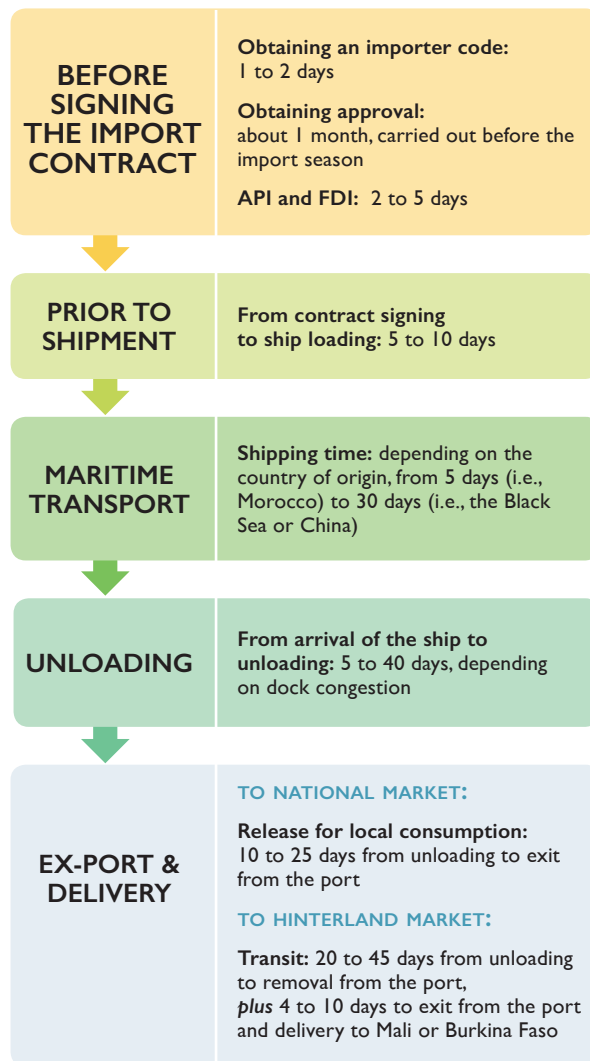 BEFORE
SIGNING
THE IMPORT
CONTRACT
Obtaining an importer code:
1 to 2 days
Obtaining approval:
about 1 month, carried out before the
import season
API and FDI: 2 to 5 days
PRIOR TO
SHIPMENT
From contract signing
to ship loading: 5 to 10 days
MARITIME
TRANSPORT
Shipping time: depending on the
country of origin, from 5 days (i.e.,
Morocco) to 30 days (i.e., the Black
Sea or China)
UNLOADING
From arrival of the ship to
unloading: 5 to 40 days, depending
on dock congestion
EX-PORT &
DELIVERY
TO NATIONAL MARKET:
Release for local consumption:
10 to 25 days from unloading to exit
from the port
TO HINTERLAND MARKET:
Transit: 20 to 45 days from unloading
to removal from the port,
plus 4 to 10 days to exit from the port
and delivery to Mali or Burkina Faso